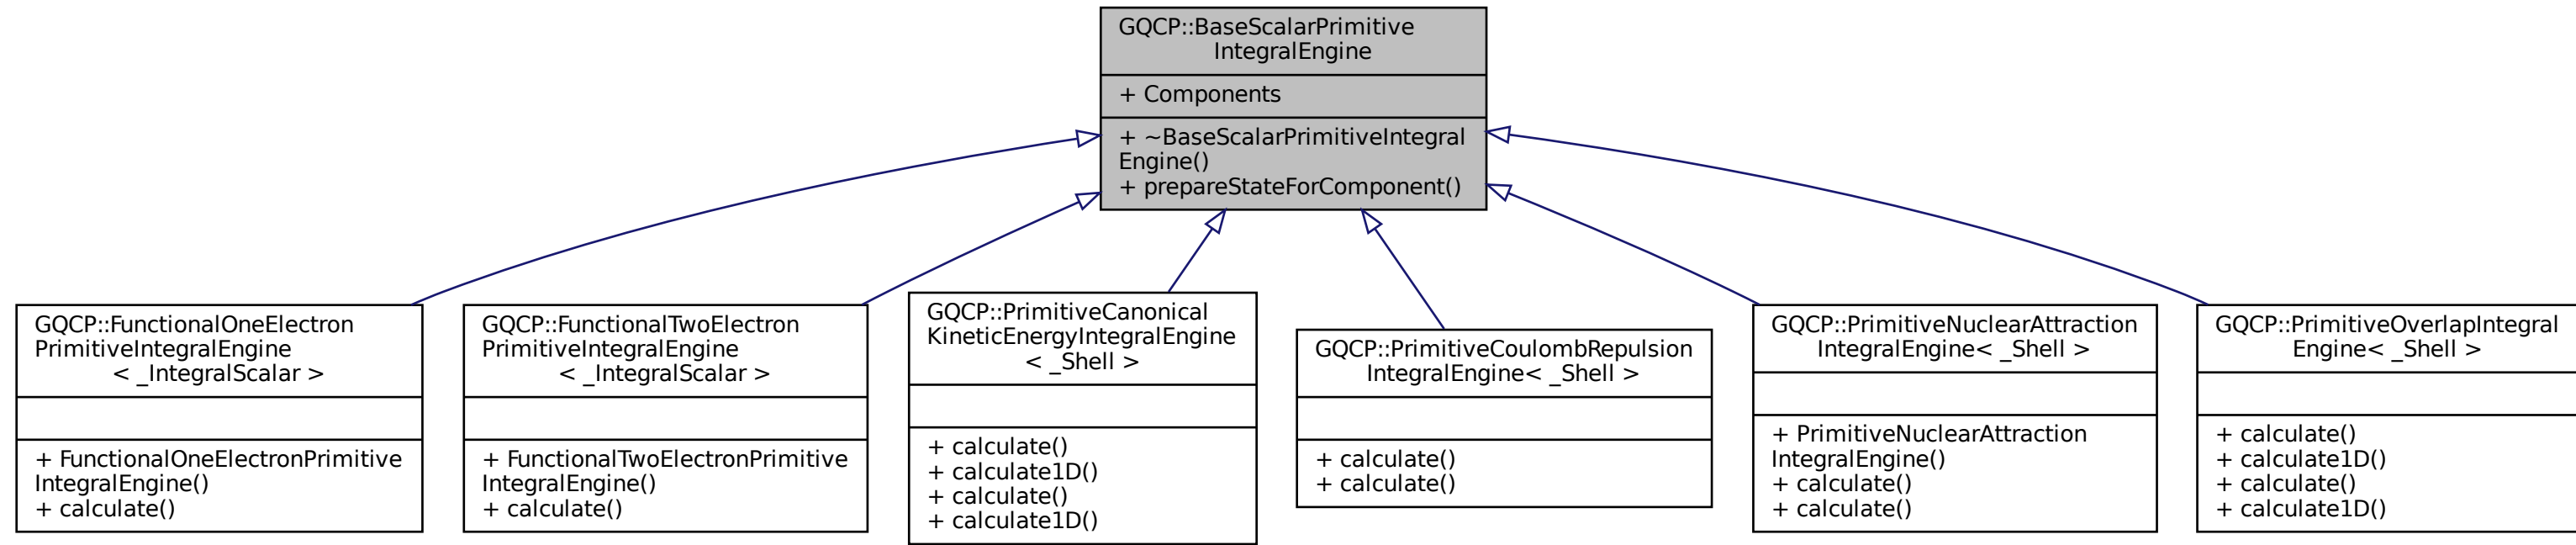 GQCP::BaseScalarPrimitive
IntegralEngine
+ Components
+ ~BaseScalarPrimitiveIntegral
Engine()
+ prepareStateForComponent()
GQCP::FunctionalOneElectron
PrimitiveIntegralEngine
< _IntegralScalar >
+ FunctionalOneElectronPrimitive
IntegralEngine()
+ calculate()
GQCP::FunctionalTwoElectron
PrimitiveIntegralEngine
< _IntegralScalar >
+ FunctionalTwoElectronPrimitive
IntegralEngine()
+ calculate()
GQCP::PrimitiveCanonical
KineticEnergyIntegralEngine
< _Shell >
+ calculate()
+ calculate1D()
+ calculate()
+ calculate1D()
GQCP::PrimitiveCoulombRepulsion
IntegralEngine< _Shell >
+ calculate()
+ calculate()
GQCP::PrimitiveNuclearAttraction
IntegralEngine< _Shell >
+ PrimitiveNuclearAttraction
IntegralEngine()
+ calculate()
+ calculate()
GQCP::PrimitiveOverlapIntegral
Engine< _Shell >
+ calculate()
+ calculate1D()
+ calculate()
+ calculate1D()